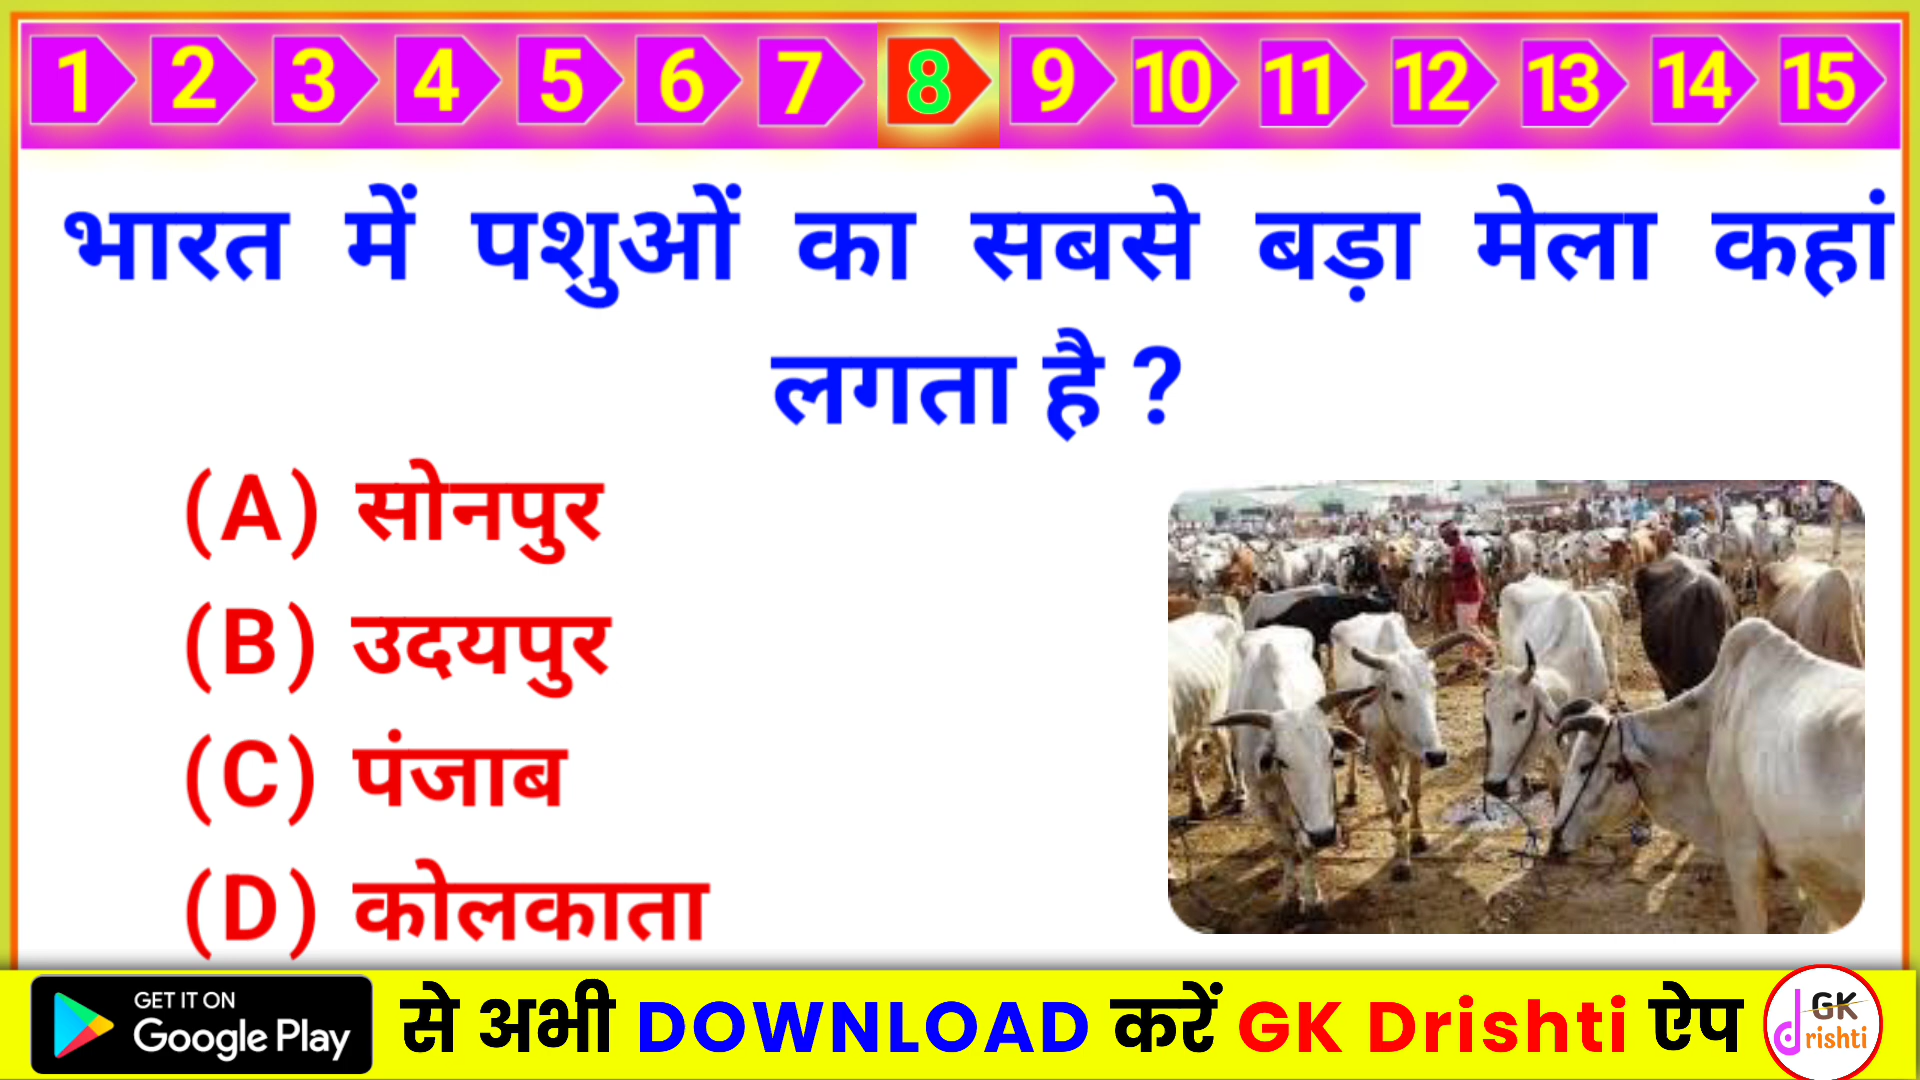 1 2 3 4 5 6 7 8 9 10 11 12 13 14 15
भारत में पशुओं का सबसे बड़ा मेला कहां
लगता है ?
(A) सोनपुर
(B) उदयपुर
(C) पंजाब
(D) कोलकाता
GET IT ON
Google Play
से अभी DOWNLOAD करें GK Drishti ऐप
GK
drishti